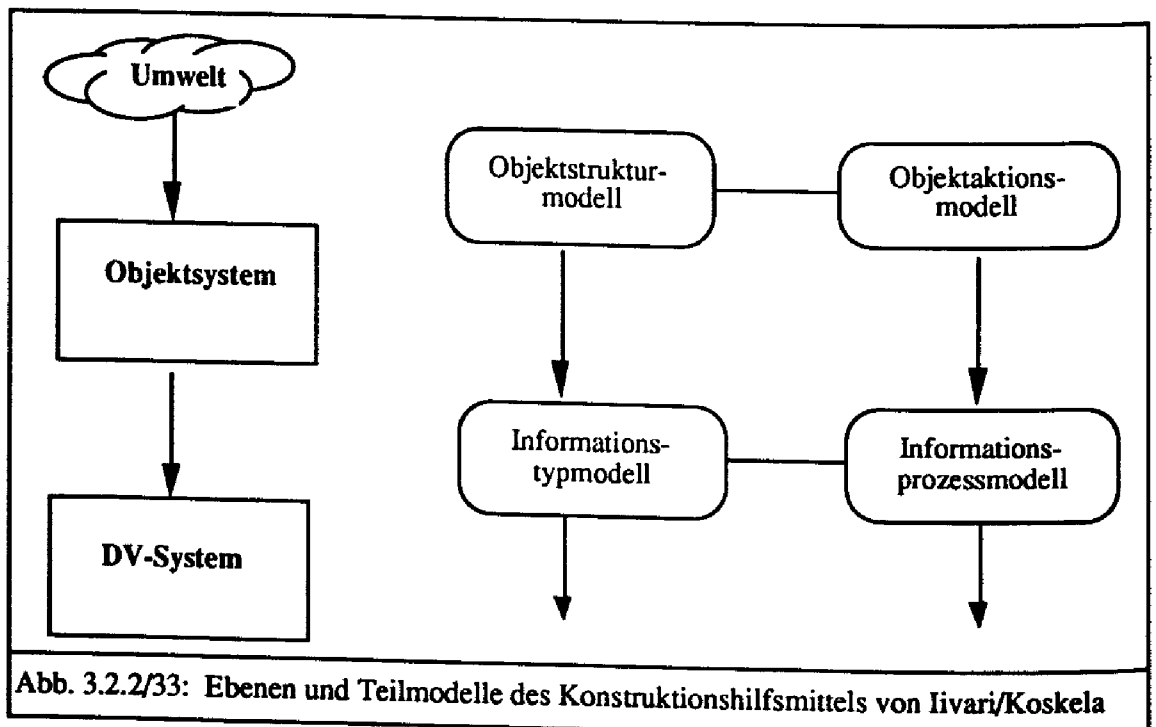 Umwelt
Objektsystem
DV-System
Objektstruktur-
modell
Objektaktions-
modell
Informations-
typmodell
Informations-
prozessmodell
Abb. 3.2.2/33: Ebenen und Teilmodelle des Konstruktionshilfsmittels von Iivari/Koskela